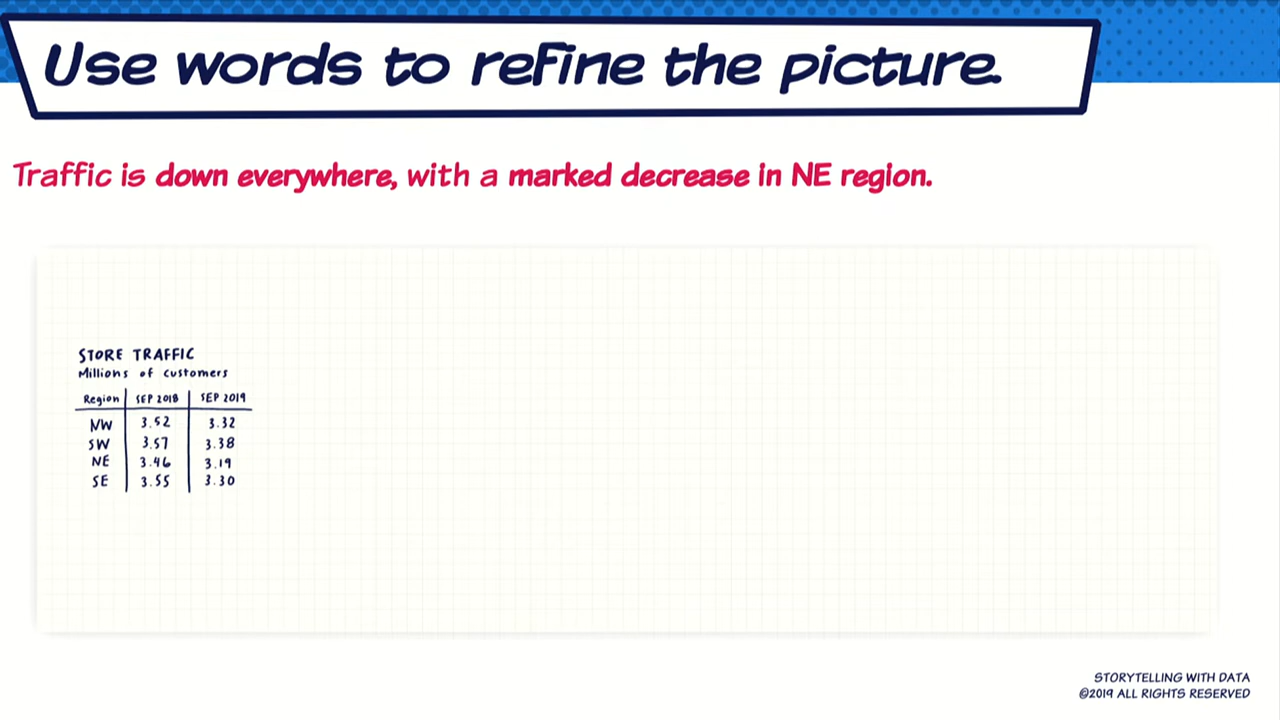 Use words to refine the picture.
Traffic is down everywhere, with a marked decrease in NE region.
STORE TRAFFIC
Millions of customers
Region SEP 2018 SEP 2019
NW 3.52 3.32
SW 3.57 3.38
NE 3.46 3.19
SE 3.55 3.30
STORYTELLING WITH DATA
©2019 ALL RIGHTS RESERVED